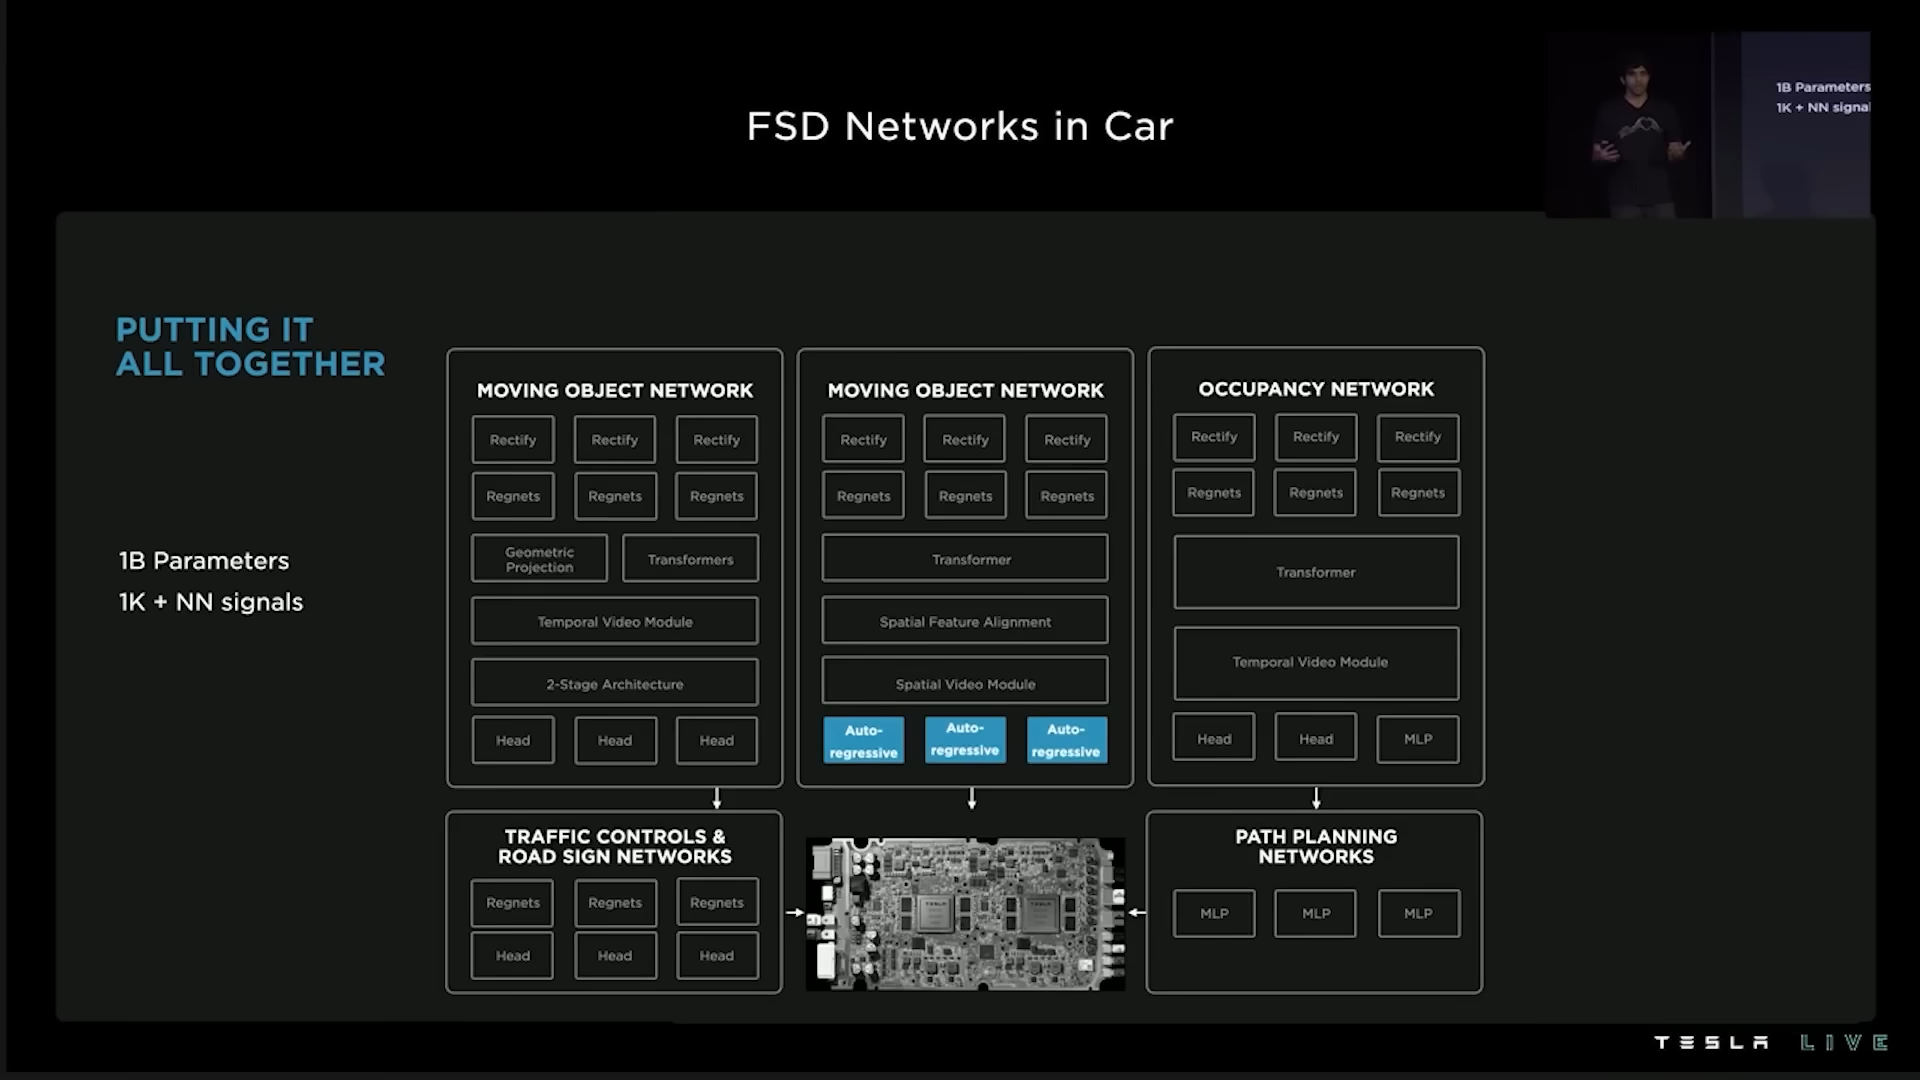 FSD Networks in Car
1B Parameters
1K + NN signal
PUTTING IT
ALL TOGETHER
1B Parameters
1K + NN signals
MOVING OBJECT NETWORK
Rectify Rectify Rectify
Regnets Regnets Regnets
Geometric
Projection
Transformers
Temporal Video Module
2-Stage Architecture
Head Head Head
MOVING OBJECT NETWORK
Rectify Rectify Rectify
Regnets Regnets Regnets
Transformer
Spatial Feature Alignment
Spatial Video Module
Auto-
regressive
Auto-
regressive
Auto-
regressive
OCCUPANCY NETWORK
Rectify Rectify Rectify
Regnets Regnets Regnets
Transformer
Temporal Video Module
Head Head MLP
TRAFFIC CONTROLS &
ROAD SIGN NETWORKS
Regnets Regnets Regnets
Head Head Head
PATH PLANNING
NETWORKS
MLP MLP MLP
TESLA LIVE